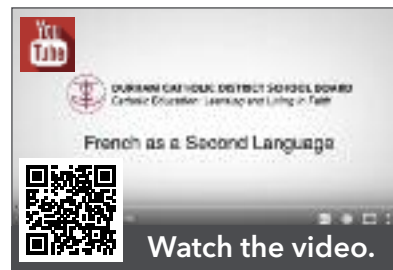 You
Tube
DURHAM CATHOLIC DISTRICT SCHOOL BOARD
Catholic Education: Learning and Living in Faith
French as a Second Language
Watch the video.